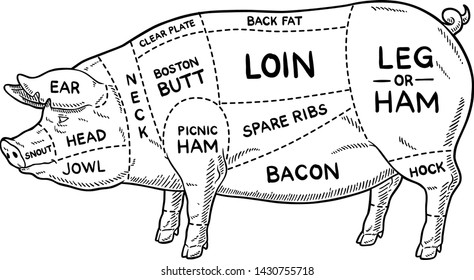 CLEAR PLATE
BACK FAT
EAR
NECK
BOSTON
BUTT
LOIN
LEG
OR
HAM
SNOUT
HEAD
JOWL
PICNIC
HAM
SPARE RIBS
BACON
HOCK
shutterstock.com · 1430755718